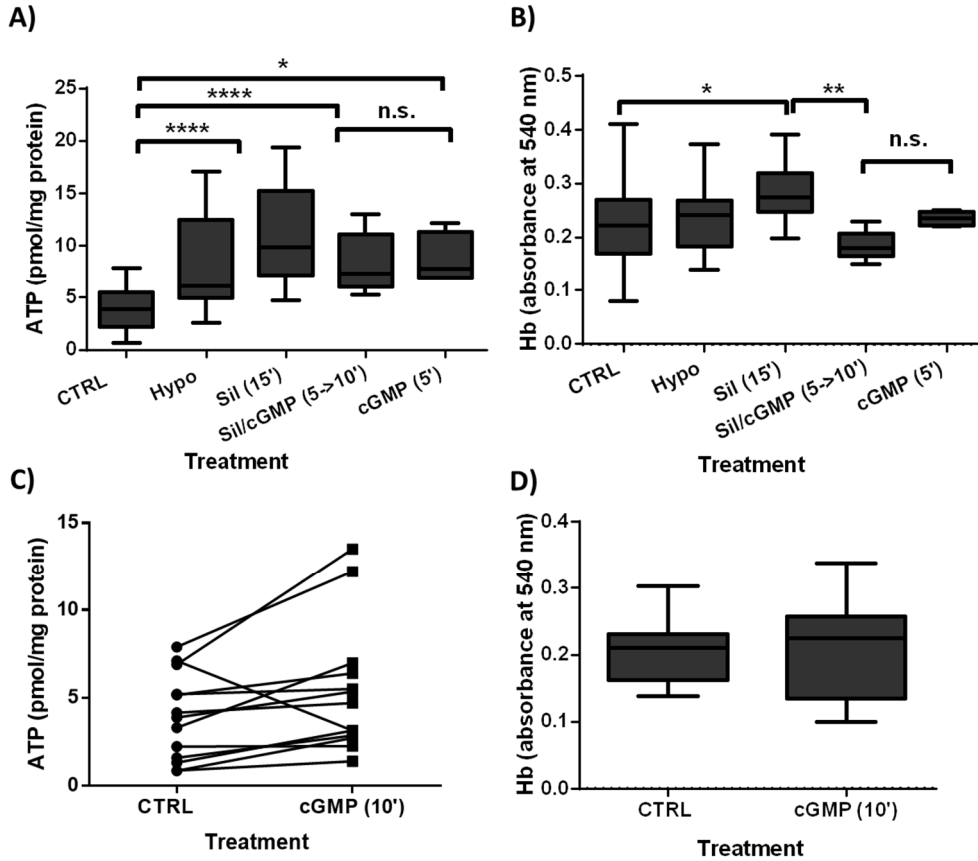 A)
ATP (pmol/mg protein)
25
20
15
10
5
0
*
****
****
n.s.
CTRL
Hypo
Sil (15')
Sil/cGMP (5->10')
cGMP (5')
Treatment
B)
Hb (absorbance at 540 nm)
0.5
0.4
0.3
0.2
0.1
0.0
*
**
n.s.
CTRL
Hypo
Sil (15')
Sil/cGMP (5->10')
cGMP (5')
Treatment
C)
ATP (pmol/mg protein)
15
10
5
0
CTRL
cGMP (10')
Treatment
D)
Hb (absorbance at 540 nm)
0.4
0.3
0.2
0.1
0.0
CTRL
cGMP (10')
Treatment